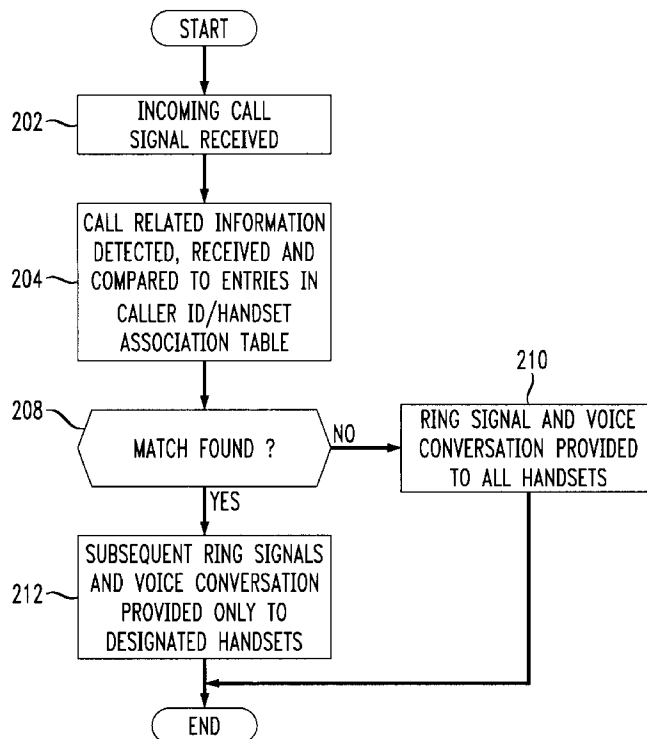 START
202
INCOMING CALL
SIGNAL RECEIVED
204
CALL RELATED INFORMATION
DETECTED, RECEIVED AND
COMPARED TO ENTRIES IN
CALLER ID/HANDSET
ASSOCIATION TABLE
208
MATCH FOUND ?
NO
YES
210
RING SIGNAL AND VOICE
CONVERSATION PROVIDED
TO ALL HANDSETS
212
SUBSEQUENT RING SIGNALS
AND VOICE CONVERSATION
PROVIDED ONLY TO
DESIGNATED HANDSETS
END